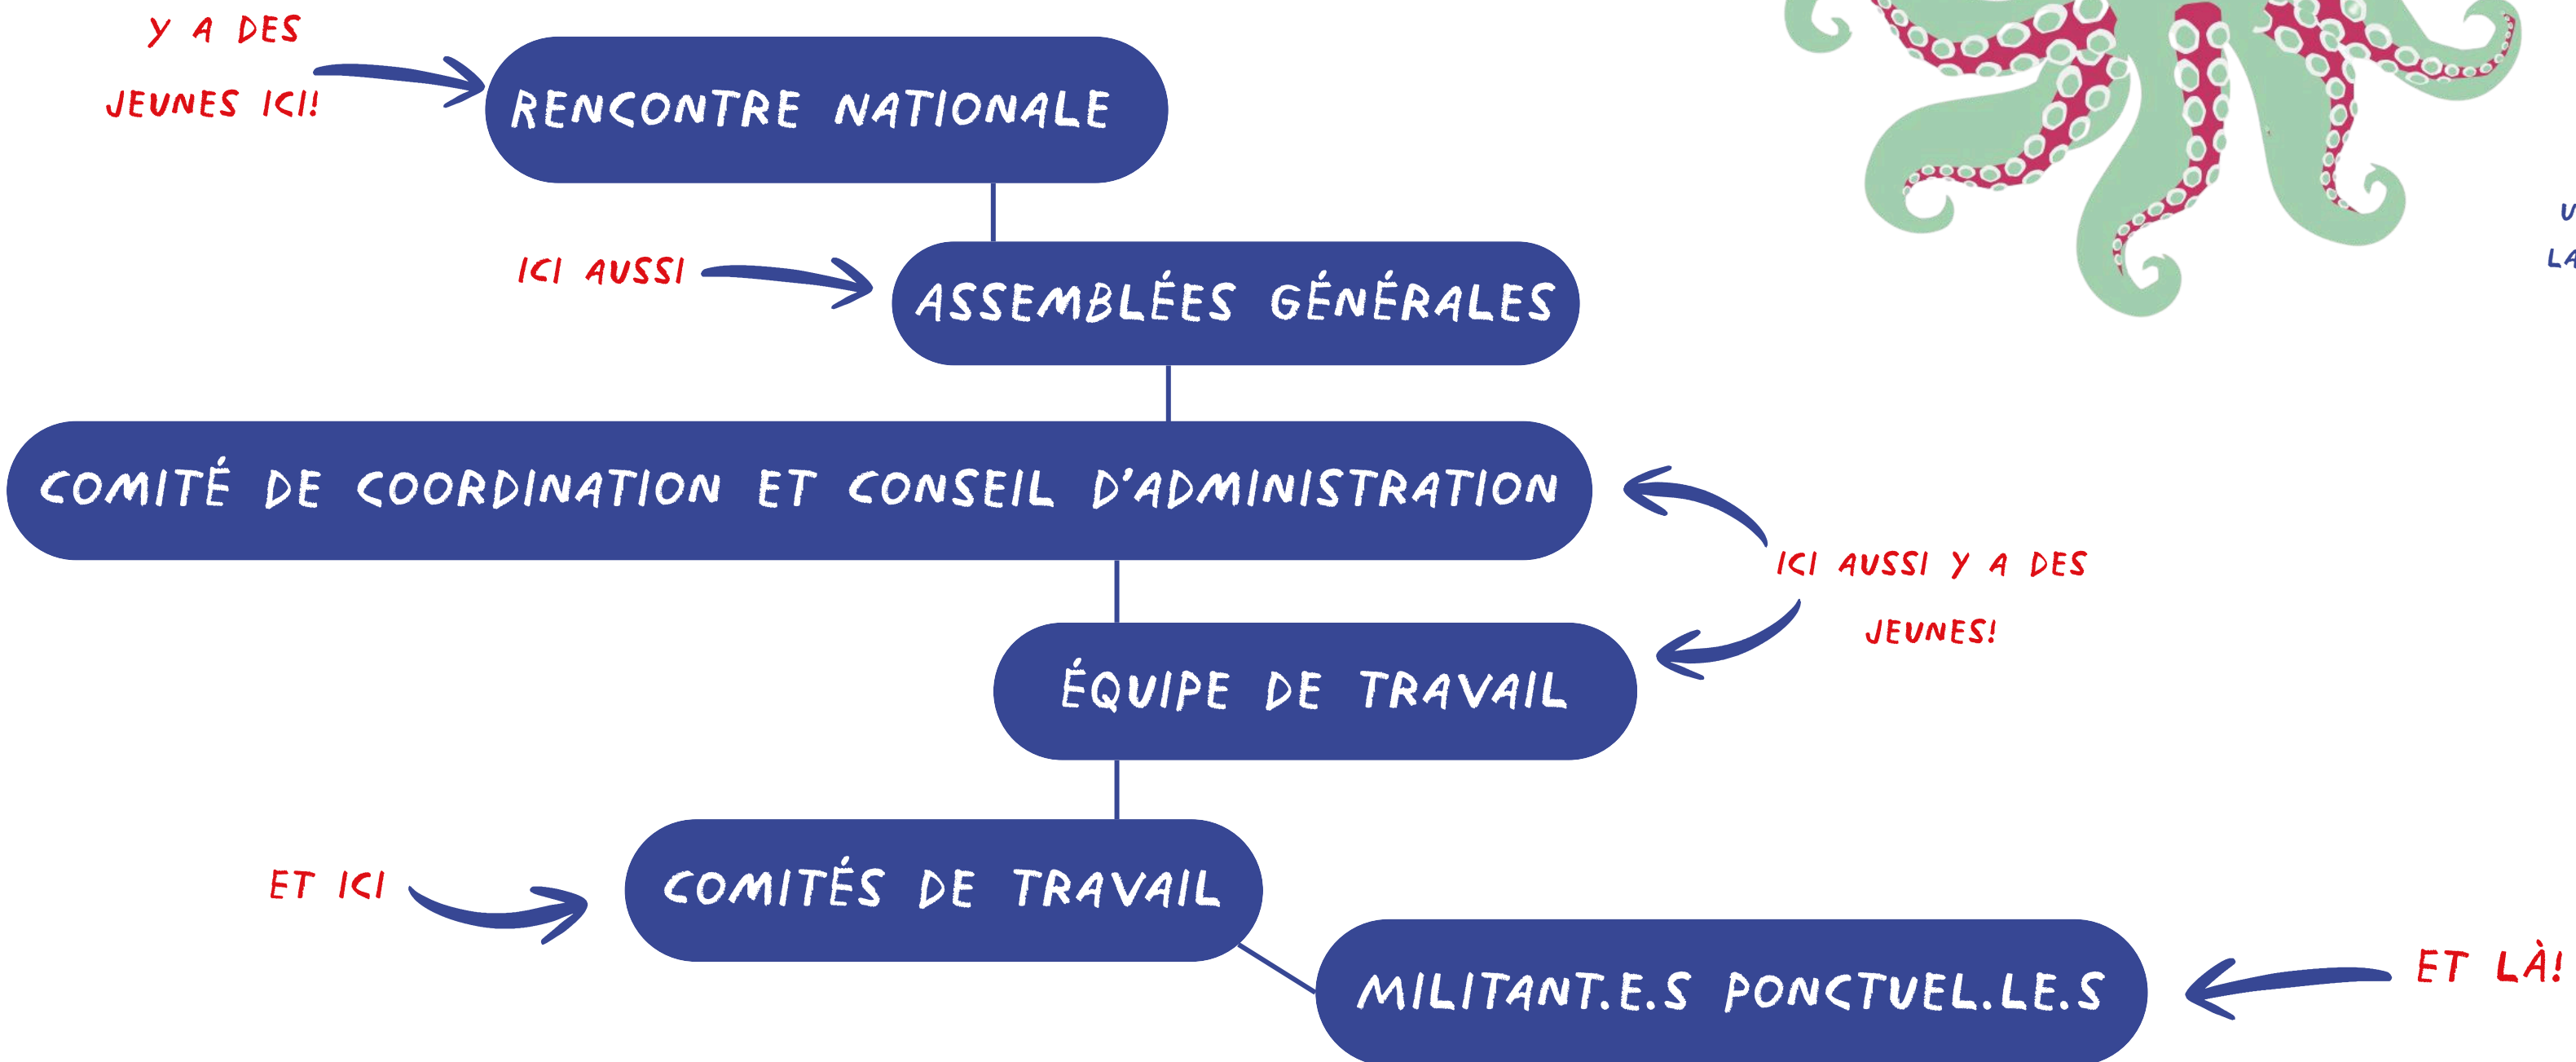 Y A DES
JEUNES ICI!
RENCONTRE NATIONALE
ICI AUSSI
ASSEMBLÉES GÉNÉRALES
COMITÉ DE COORDINATION ET CONSEIL D'ADMINISTRATION
ICI AUSSI Y A DES
JEUNES!
ÉQUIPE DE TRAVAIL
COMITÉS DE TRAVAIL
ET ICI
MILITANT.E.S PONCTUEL.LE.S
ET LÀ!